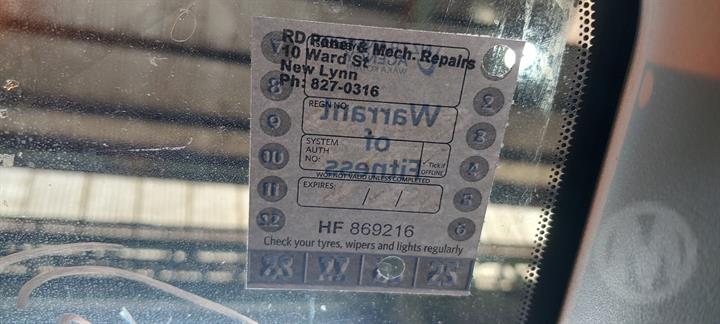 RD Panel & Mech. Repairs
10 Ward St
New Lynn
Ph: 827-0316
REGN NO:
Warrant
of
Fitness
SYSTEM
AUTH
NO:
Tick if
OFFLINE
WOF NOT VALID UNLESS COMPLETED
EXPIRES: / /
HF 869216
Check your tyres, wipers and lights regularly
7
8
9
10
11
12
2
3
4
5
6
23
22
25